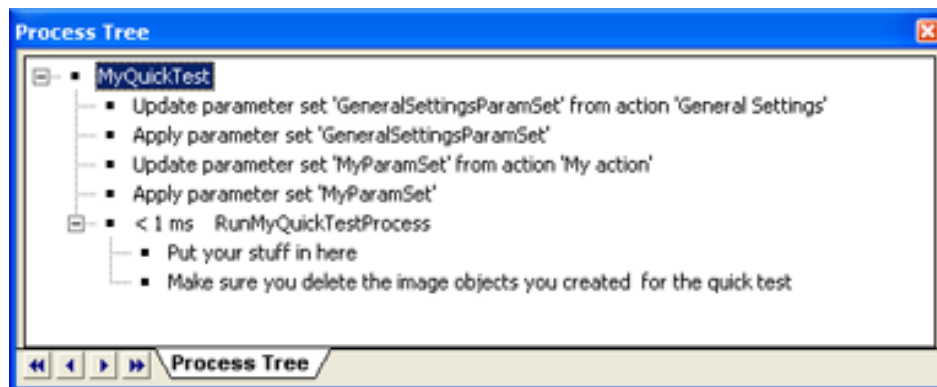 Process Tree
MyQuickTest
Update parameter set 'GeneralSettingsParamSet' from action 'General Settings'
Apply parameter set 'GeneralSettingsParamSet'
Update parameter set 'MyParamSet' from action 'My action'
Apply parameter set 'MyParamSet'
< 1 ms RunMyQuickTestProcess
Put your stuff in here
Make sure you delete the image objects you created for the quick test
Process Tree